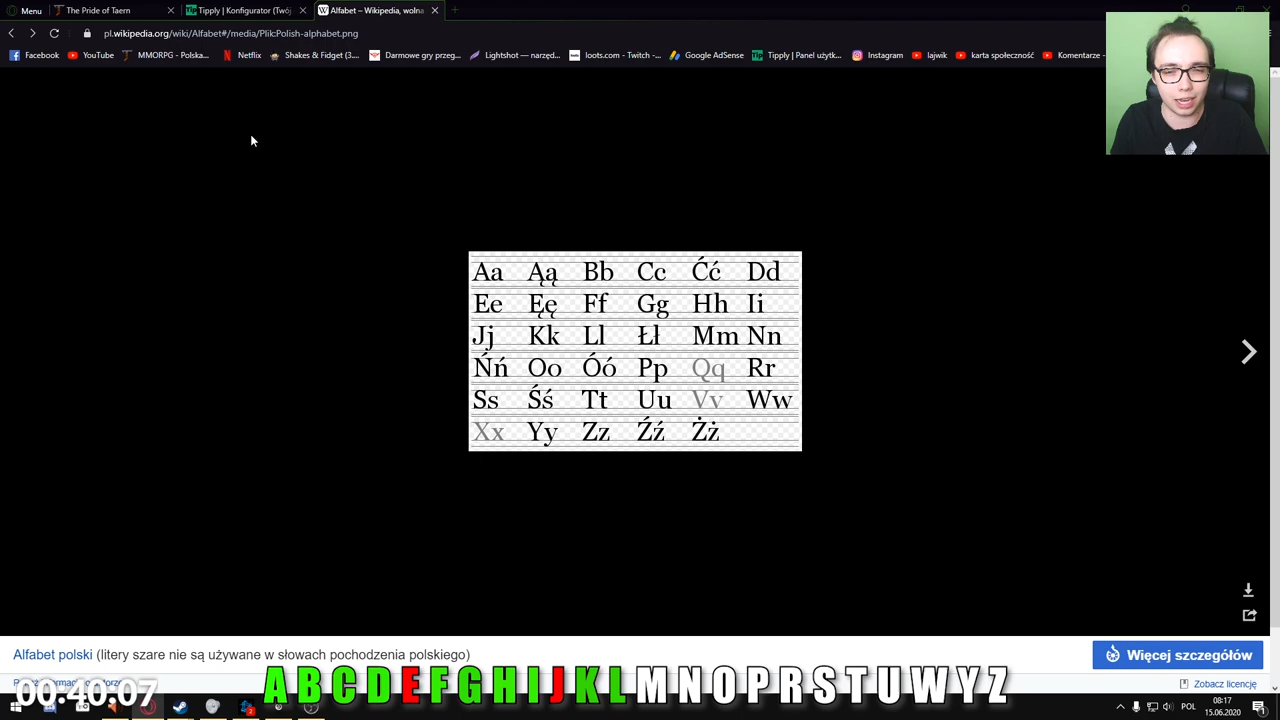 Menu
The Pride of Taern
Tipply | Konfigurator (Twój
Alfabet – Wikipedia, wolna
pl.wikipedia.org/wiki/Alfabet#/media/Plik:Polish-alphabet.png
Facebook
YouTube
MMORPG - Polska...
Netflix
Shakes & Fidget (3....
Darmowe gry przeg...
Lightshot — narzęd...
loots.com - Twitch -...
Google AdSense
Tipply | Panel użytk...
Instagram
lajwik
karta społeczność
Komentarze -
Aa Ąą Bb Cc Ćć Dd
Ee Ęę Ff Gg Hh Ii
Jj Kk Ll Łł Mm Nn
Ńń Oo Óó Pp Qq Rr
Ss Śś Tt Uu Vv Ww
Xx Yy Zz Źź Żż
Alfabet polski (litery szare nie są używane w słowach pochodzenia polskiego)
Więcej szczegółów
Zobacz licencję
ABCDEFGHIJKLMNOPRSTUWYZ
00:40:07
POL
08:17
15.06.2020